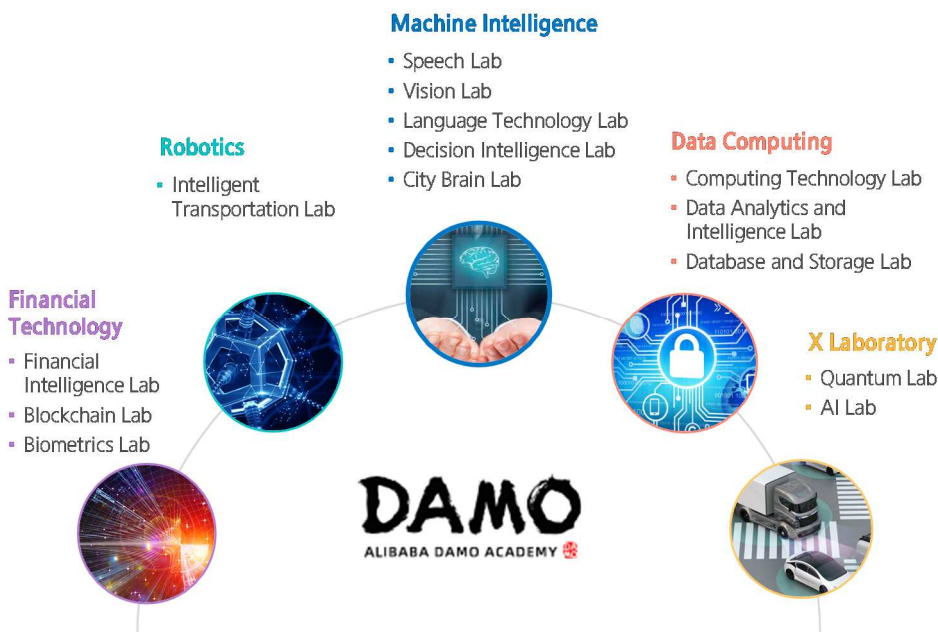 Machine Intelligence
Speech Lab
Vision Lab
Language Technology Lab
Decision Intelligence Lab
City Brain Lab
Robotics
Intelligent
Transportation Lab
Data Computing
Computing Technology Lab
Data Analytics and
Intelligence Lab
Database and Storage Lab
Financial
Technology
Financial
Intelligence Lab
Blockchain Lab
Biometrics Lab
X Laboratory
Quantum Lab
AI Lab
DAMO
ALIBABA DAMO ACADEMY